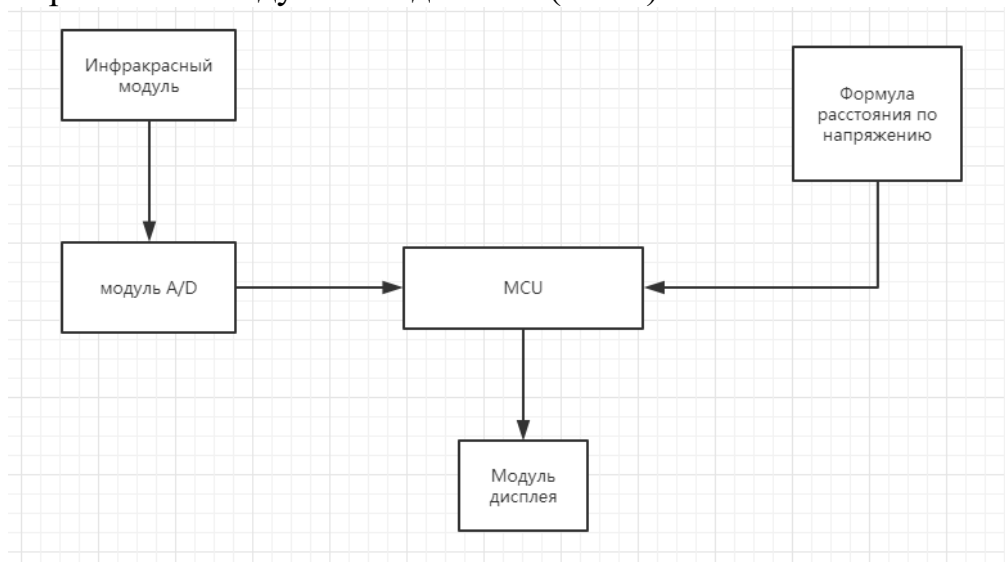 Инфракрасный
модуль
Формула
расстояния по
напряжению
модуль A/D
MCU
Модуль
дисплея